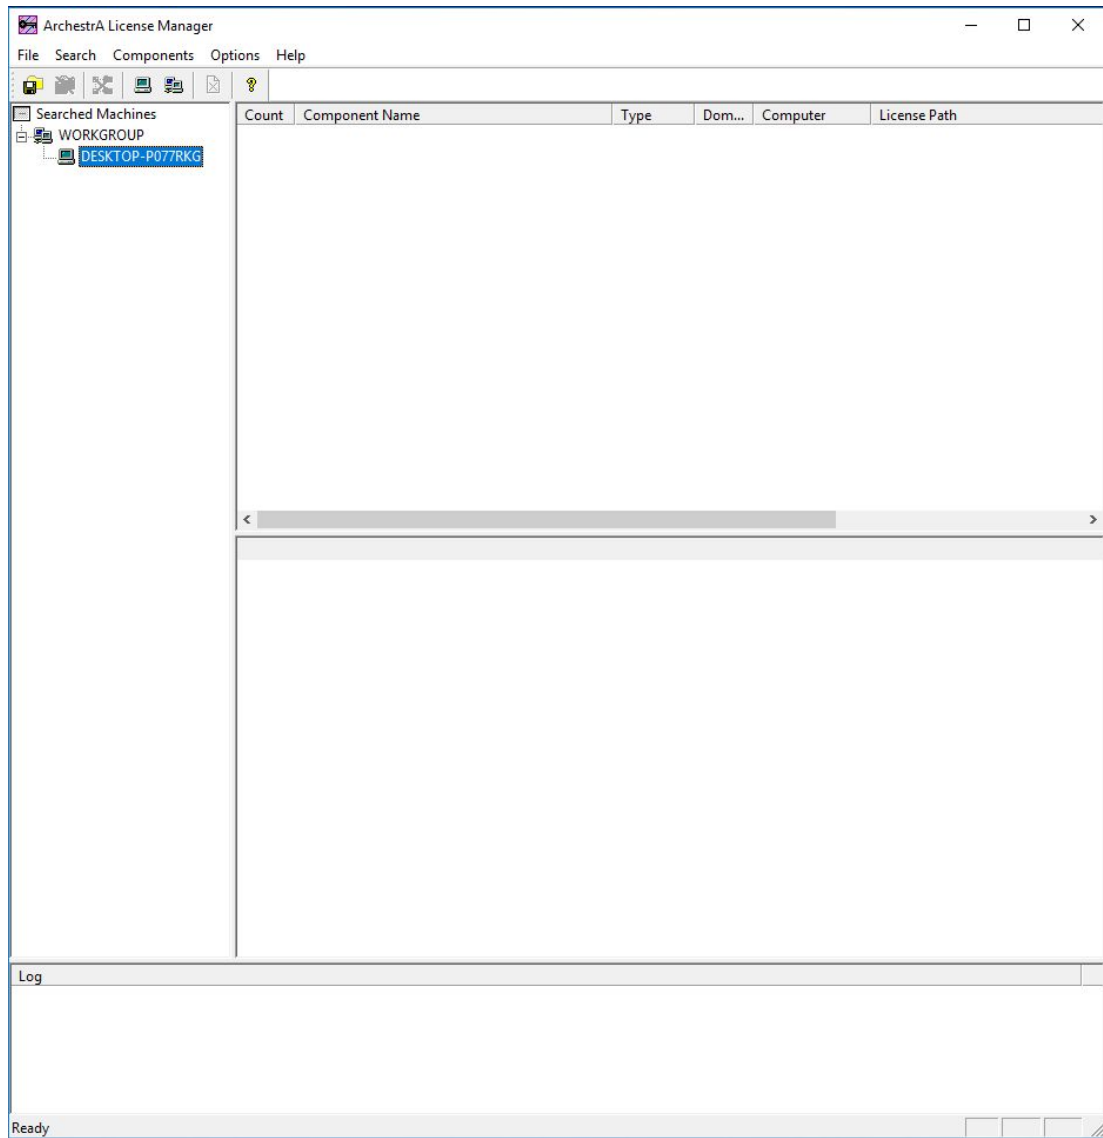 ArchestrA License Manager
File Search Components Options Help
Searched Machines
WORKGROUP
DESKTOP-P077RKG
Count Component Name Type Dom... Computer License Path
Log
Ready